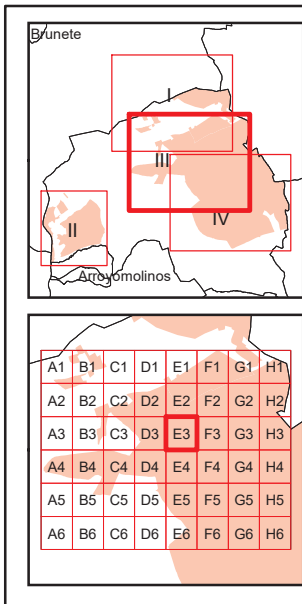 Brunete
I
III
IV
II
Arroyomolinos
A1 B1 C1 D1 E1 F1 G1 H1
A2 B2 C2 D2 E2 F2 G2 H2
A3 B3 C3 D3 E3 F3 G3 H3
A4 B4 C4 D4 E4 F4 G4 H4
A5 B5 C5 D5 E5 F5 G5 H5
A6 B6 C6 D6 E6 F6 G6 H6